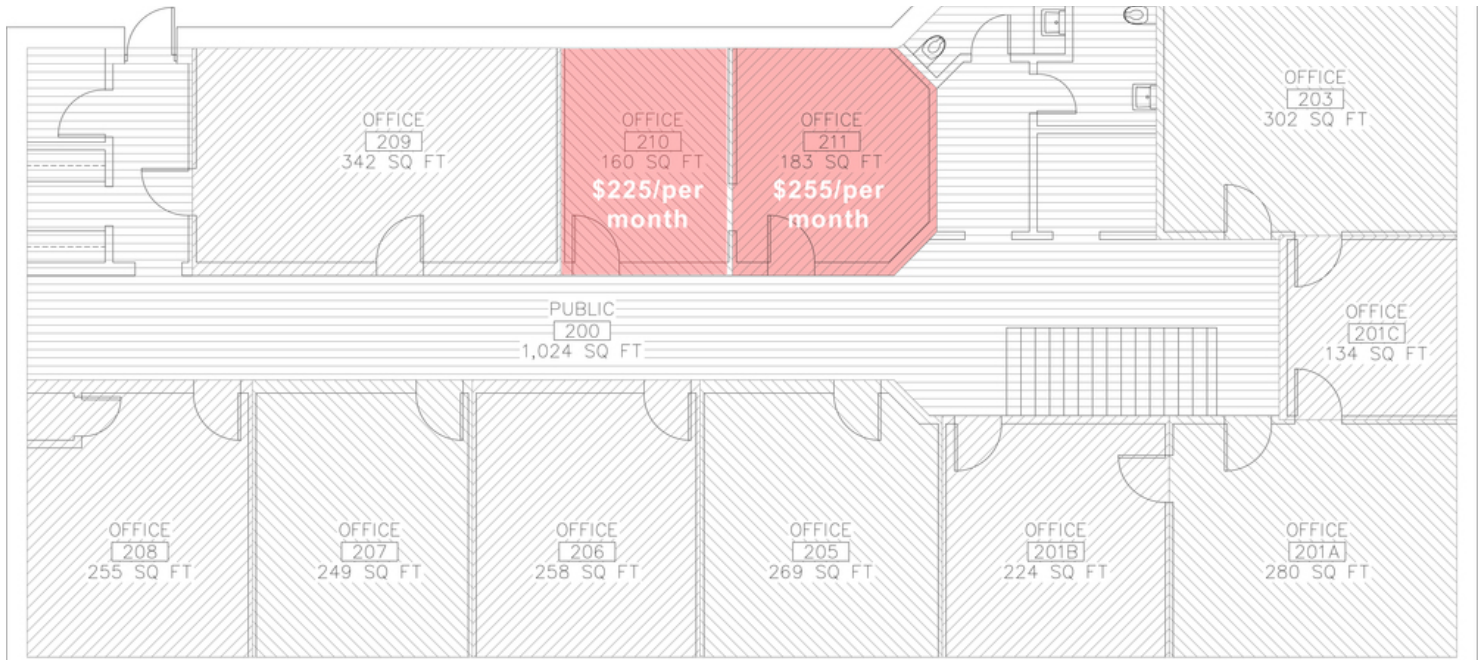 OFFICE
209
342 SQ FT
OFFICE
210
160 SQ FT
$225/per
month
OFFICE
211
183 SQ FT
$255/per
month
OFFICE
203
302 SQ FT
PUBLIC
200
1,024 SQ FT
OFFICE
201C
134 SQ FT
OFFICE
208
255 SQ FT
OFFICE
207
249 SQ FT
OFFICE
206
258 SQ FT
OFFICE
205
269 SQ FT
OFFICE
201B
224 SQ FT
OFFICE
201A
280 SQ FT